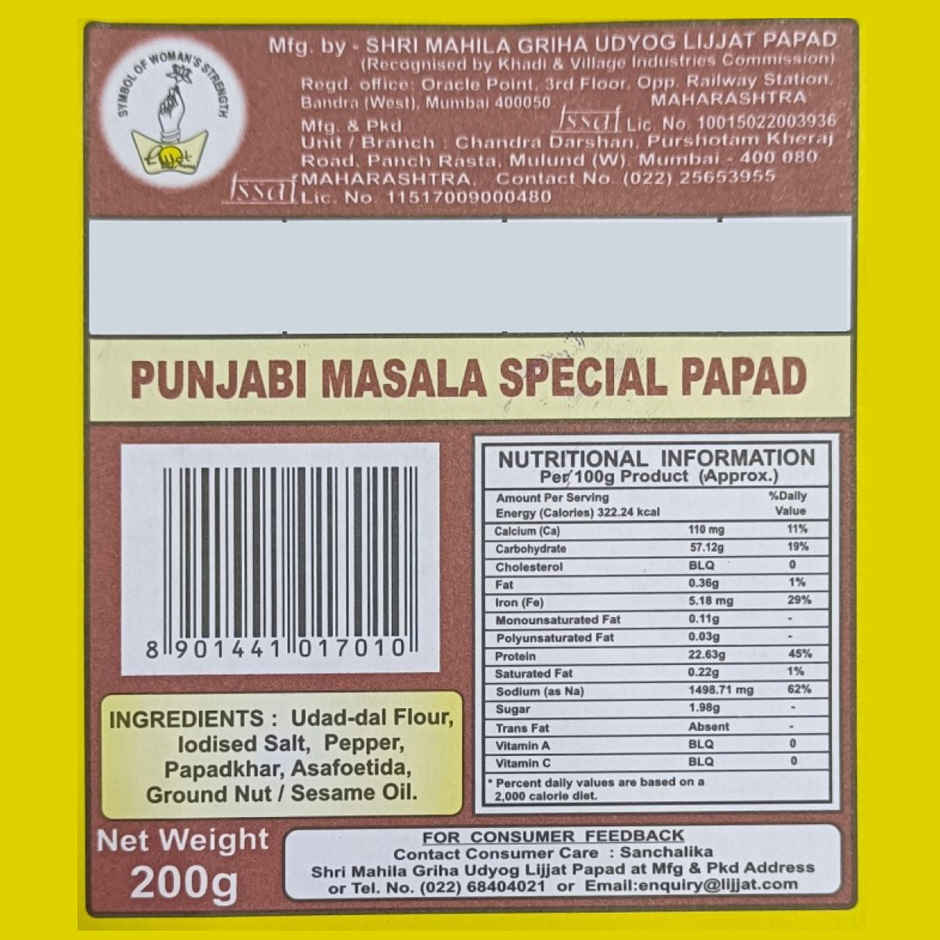 SYMBOL OF WOMAN'S STRENGTH
Lijjat
Mfg. by - SHRI MAHILA GRIHA UDYOG LIJJAT PAPAD
(Recognised by Khadi & Village Industries Commission)
Regd. office: Oracle Point, 3rd Floor, Opp. Railway Station,
Bandra (West), Mumbai 400050 MAHARASHTRA
Mfg. & Pkd fssai Lic. No. 10015022003936
Unit / Branch : Chandra Darshan, Purshotam Kheraj
Road, Panch Rasta, Mulund (W), Mumbai - 400 080
MAHARASHTRA, Contact No. (022) 25653955
fssai Lic. No. 11517009000480
PUNJABI MASALA SPECIAL PAPAD
8 901441 017010
INGREDIENTS : Udad-dal Flour,
Iodised Salt, Pepper,
Papadkhar, Asafoetida,
Ground Nut / Sesame Oil.
NUTRITIONAL INFORMATION
Per 100g Product (Approx.)
Amount Per Serving %Daily
Energy (Calories) 322.24 kcal Value
Calcium (Ca) 110 mg 11%
Carbohydrate 57.12g 19%
Cholesterol BLQ 0
Fat 0.36g 1%
Iron (Fe) 5.18 mg 29%
Monounsaturated Fat 0.11g -
Polyunsaturated Fat 0.03g -
Protein 22.63g 45%
Saturated Fat 0.22g 1%
Sodium (as Na) 1498.71 mg 62%
Sugar 1.98g -
Trans Fat Absent -
Vitamin A BLQ 0
Vitamin C BLQ 0
* Percent daily values are based on a
2,000 calorie diet.
Net Weight
200g
FOR CONSUMER FEEDBACK
Contact Consumer Care : Sanchalika
Shri Mahila Griha Udyog Lijjat Papad at Mfg & Pkd Address
or Tel. No. (022) 68404021 or Email:enquiry@lijjat.com